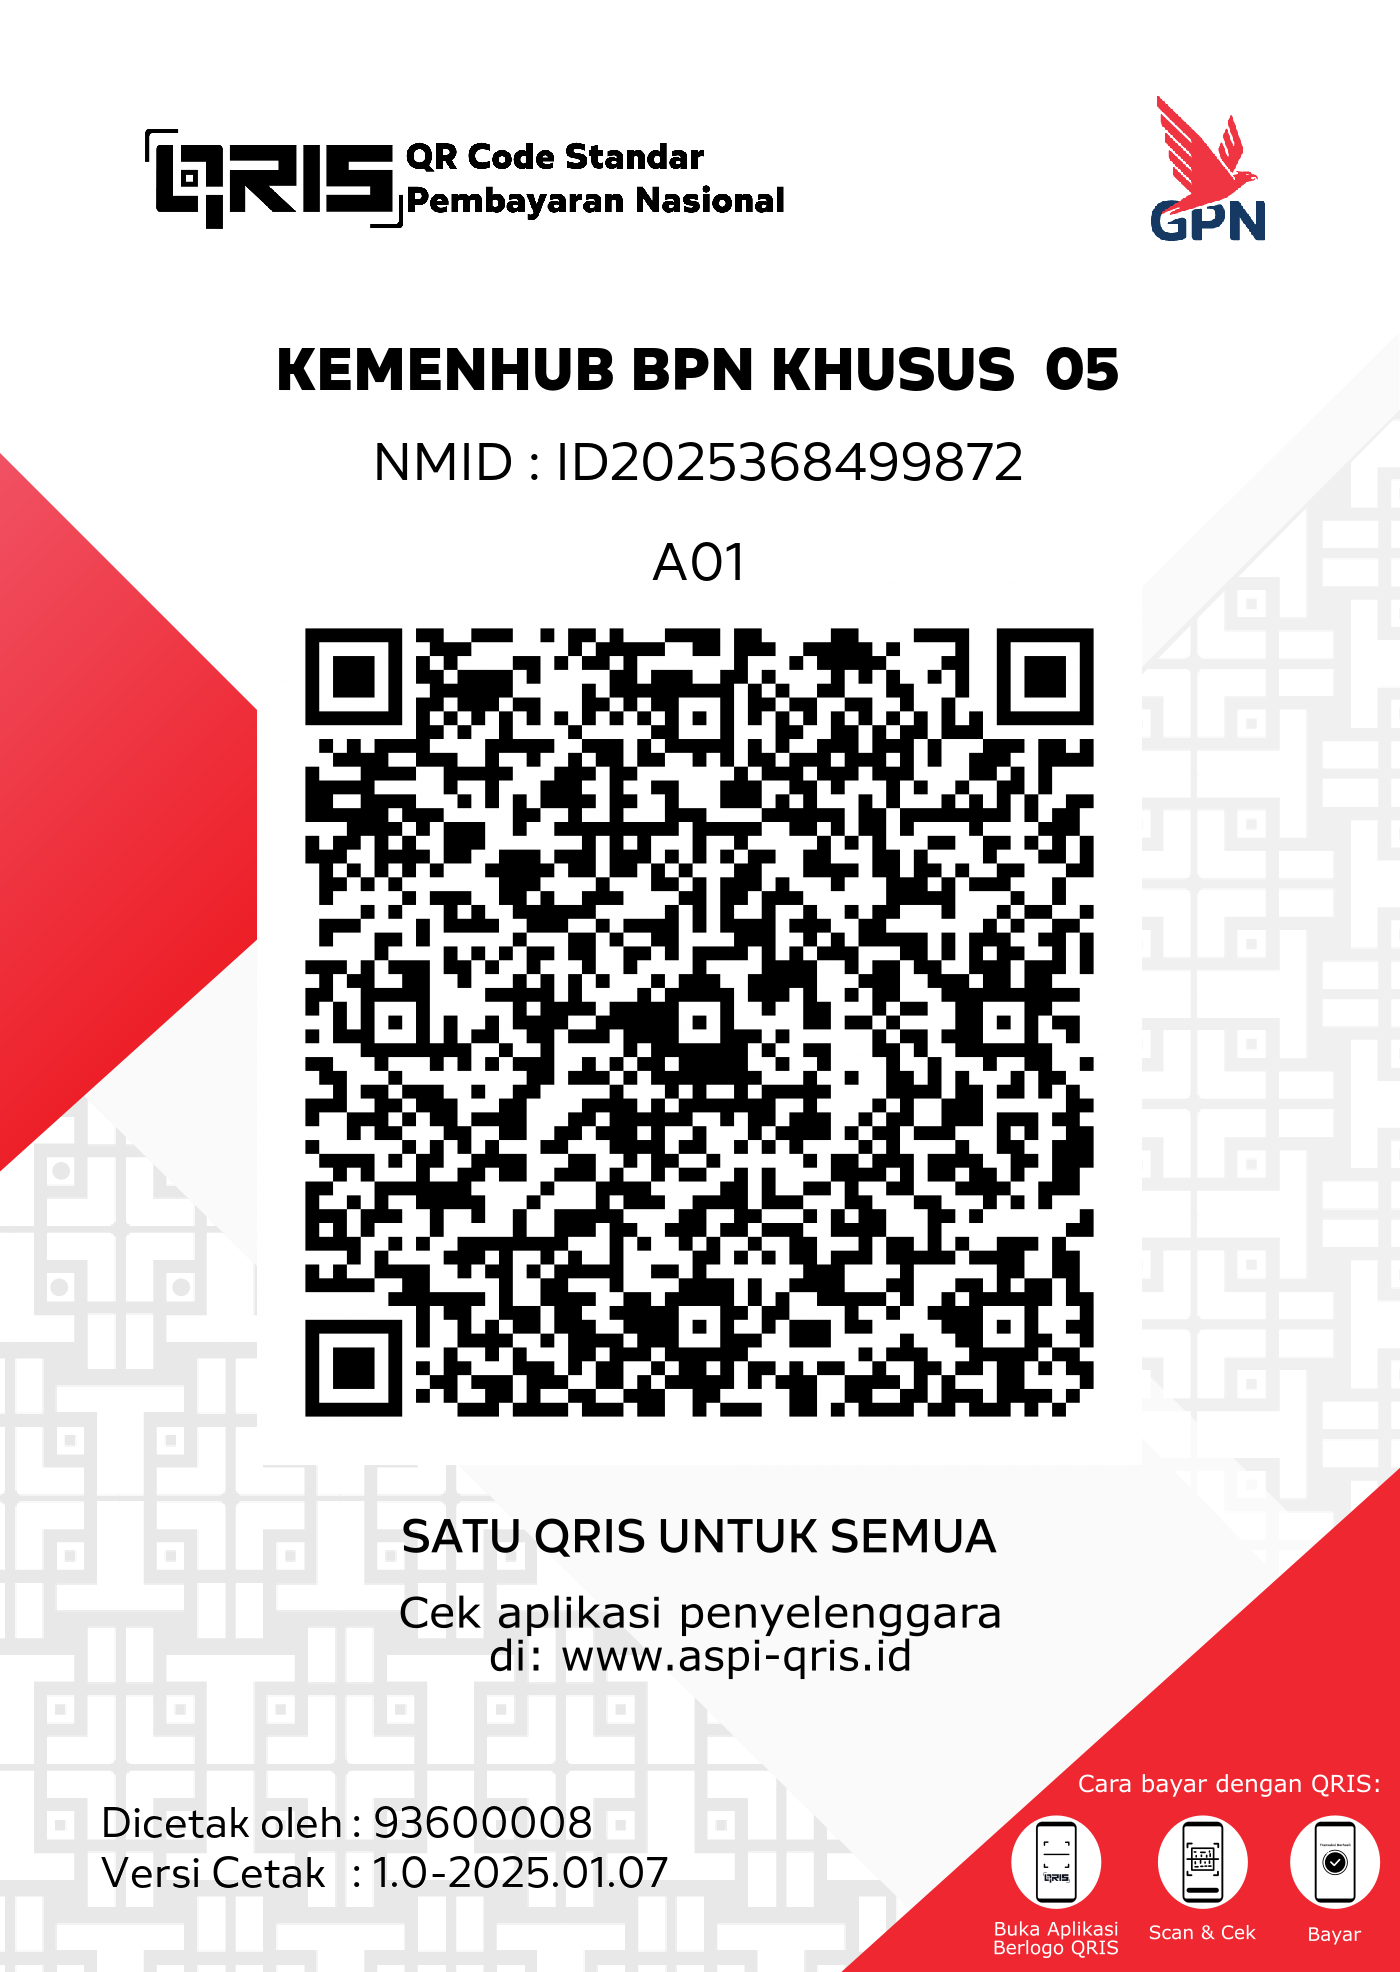 QRIS QR Code Standar
Pembayaran Nasional
GPN
KEMENHUB BPN KHUSUS  05
NMID : ID2025368499872
A01
SATU QRIS UNTUK SEMUA
Cek aplikasi penyelenggara
di: www.aspi-qris.id
Dicetak oleh : 93600008
Versi Cetak : 1.0-2025.01.07
Cara bayar dengan QRIS:
QRIS
Buka Aplikasi
Berlogo QRIS
Scan & Cek
Bayar